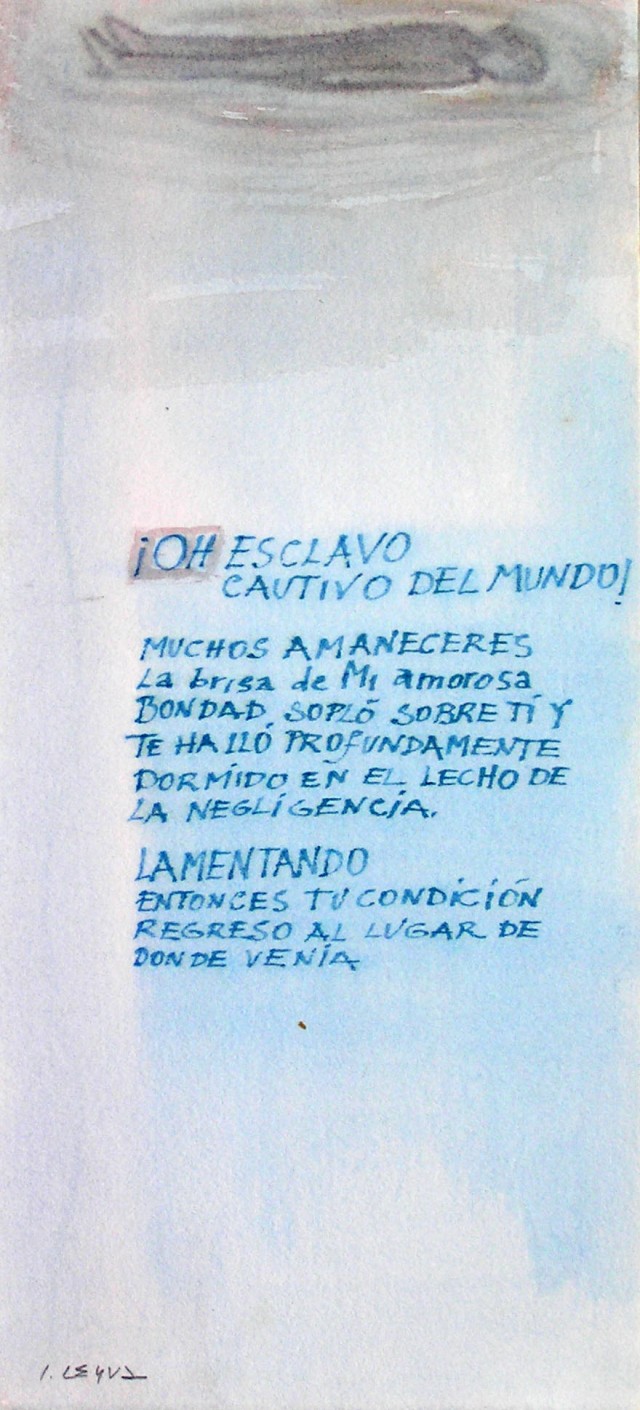 ¡OH ESCLAVO
CAUTIVO DEL MUNDO!
MUCHOS AMANECERES
La brisa de Mi amorosa
BONDAD, SOPLÓ SOBRE TÍ Y
TE HALLÓ PROFUNDAMENTE
DORMIDO EN EL LECHO DE
LA NEGLIGENCIA.
LAMENTANDO
ENTONCES TU CONDICIÓN
REGRESO AL LUGAR DE
DONDE VENÍA
I. LEYVA